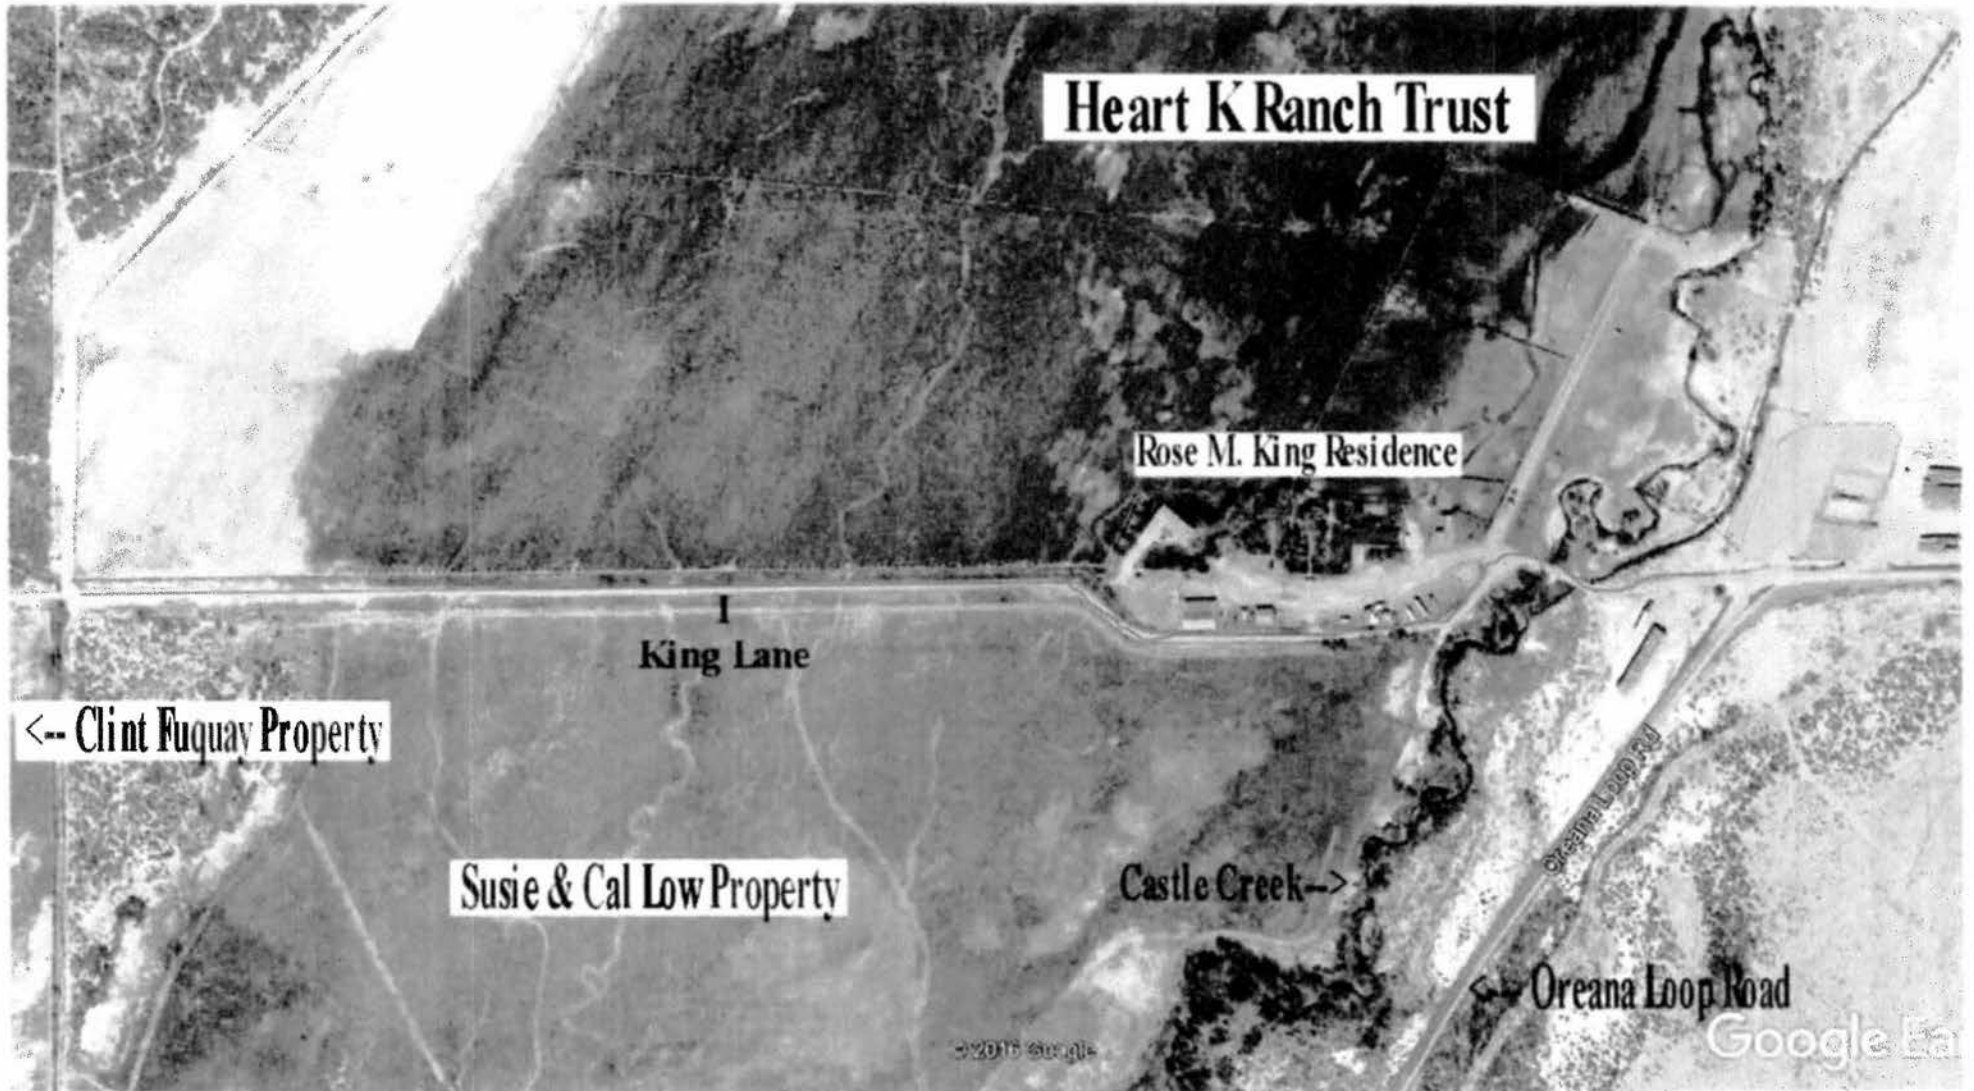 Heart K Ranch Trust
Rose M. King Residence
I
King Lane
<-- Clint Fuquay Property
Susie & Cal Low Property
Castle Creek-->
Oreana Loop Rd
<-- Oreana Loop Road
© 2016 Google
Google Ea